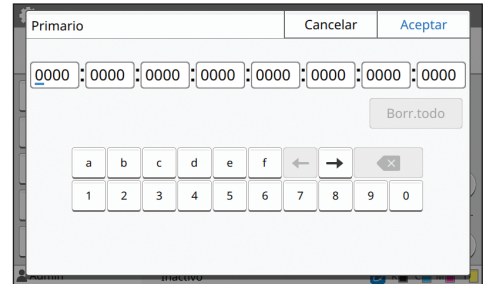 Primario Cancelar Aceptar
0000 : 0000 : 0000 : 0000 : 0000 : 0000 : 0000 : 0000
Borr.todo
a b c d e f ← →
1 2 3 4 5 6 7 8 9 0
Admin Inactivo C K C M Y